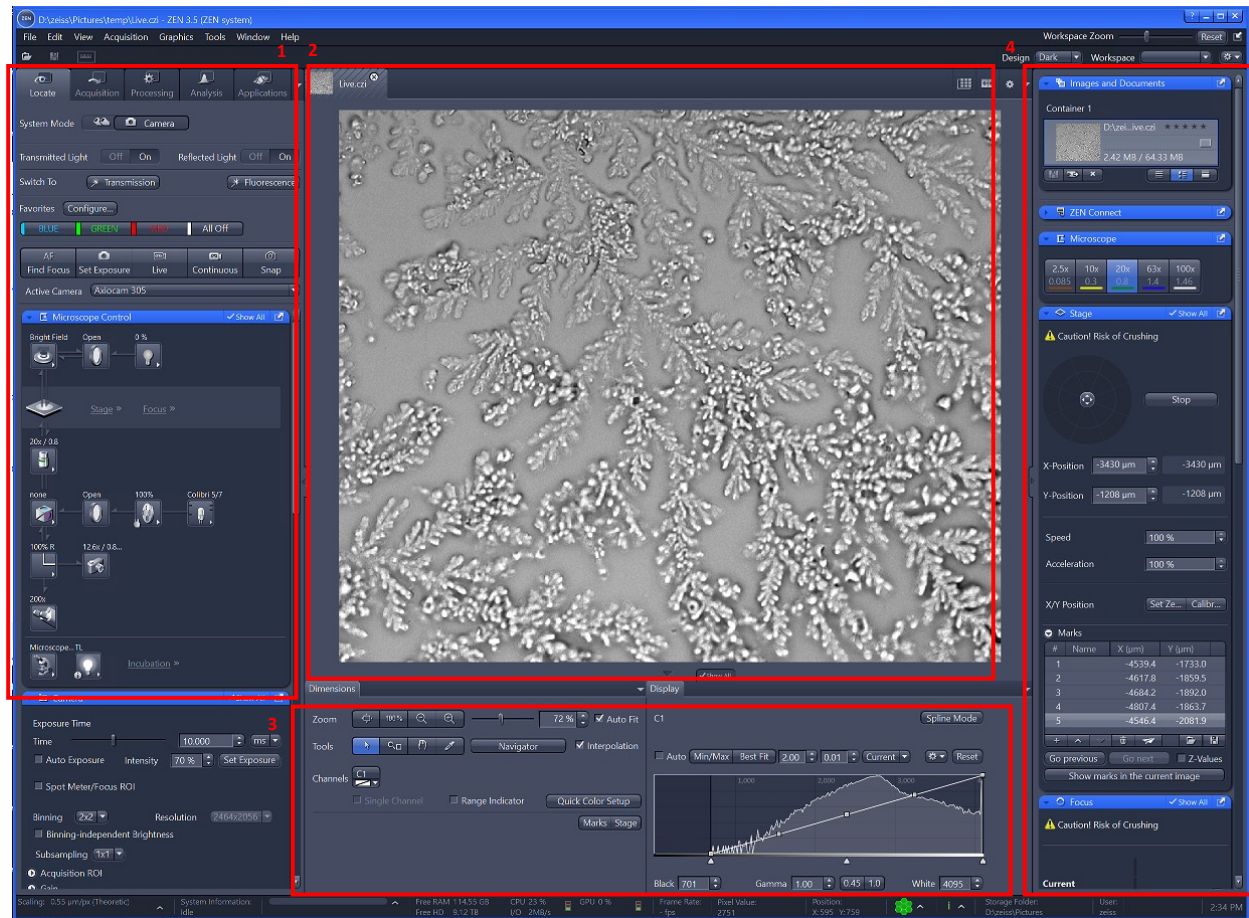 ZEN D:\zeiss\Pictures\temp\Live.czi - ZEN 3.5 (ZEN system)
File Edit View Acquisition Graphics Tools Window Help
Workspace Zoom Reset
1 2 4
Design Dark Workspace
Locate Acquisition Processing Analysis Applications
Live.czi
System Mode Camera
Transmitted Light Off On Reflected Light Off On
Switch To Transmission Fluorescence
Favorites Configure...
BLUE GREEN RED All Off
AF
Find Focus Set Exposure Live Continuous Snap
Active Camera Axiocam 305
Microscope Control Show All
Bright Field Open 0 %
Stage » Focus »
20x / 0.8
none Open 100% Colibri 5/7
100% R 12.6x / 0.8...
200x
Microscope... TL
Incubation »
Camera Show All
Exposure Time
Time 10.000 ms
Auto Exposure Intensity 70 % Set Exposure
Spot Meter/Focus ROI
Binning 2x2 Resolution 2464x2056
Binning-independent Brightness
Subsampling 1x1
Acquisition ROI
Gain
Show All
3
Dimensions
Zoom 100% 72 % Auto Fit
Tools Navigator Interpolation
Channels C1
Single Channel Range Indicator Quick Color Setup
Marks Stage
Display
C1 Spline Mode
Auto Min/Max Best Fit 2.00 0.01 Current Reset
1,000 2,000 3,000
Black 701 Gamma 1.00 0.45 1.0 White 4095
Images and Documents
Container 1
D:\zei...ive.czi
2.42 MB / 64.33 MB
ZEN Connect
Microscope
2.5x 10x 20x 63x 100x
0.085 0.3 0.8 1.4 1.46
Stage Show All
Caution! Risk of Crushing
Stop
X-Position -3430 µm -3430 µm
Y-Position -1208 µm -1208 µm
Speed 100 %
Acceleration 100 %
X/Y Position Set Ze... Calibr...
Marks
# Name X (µm) Y (µm)
1 -4539.4 -1733.0
2 -4617.8 -1859.5
3 -4684.2 -1892.0
4 -4807.4 -1863.7
5 -4546.4 -2081.9
Go previous Go next Z-Values
Show marks in the current image
Focus Show All
Caution! Risk of Crushing
Current
Scaling: 0.55 µm/px (Theoretic) System Information: Free RAM 114.55 GB CPU 23 % GPU 0 % Frame Rate: Pixel Value: Position: Storage Folder: User:
Idle Free HD 9.12 TB I/O 2MB/s - fps 2751 X:595 Y:759 D:\zeiss\Pictures zeiss 2:34 PM